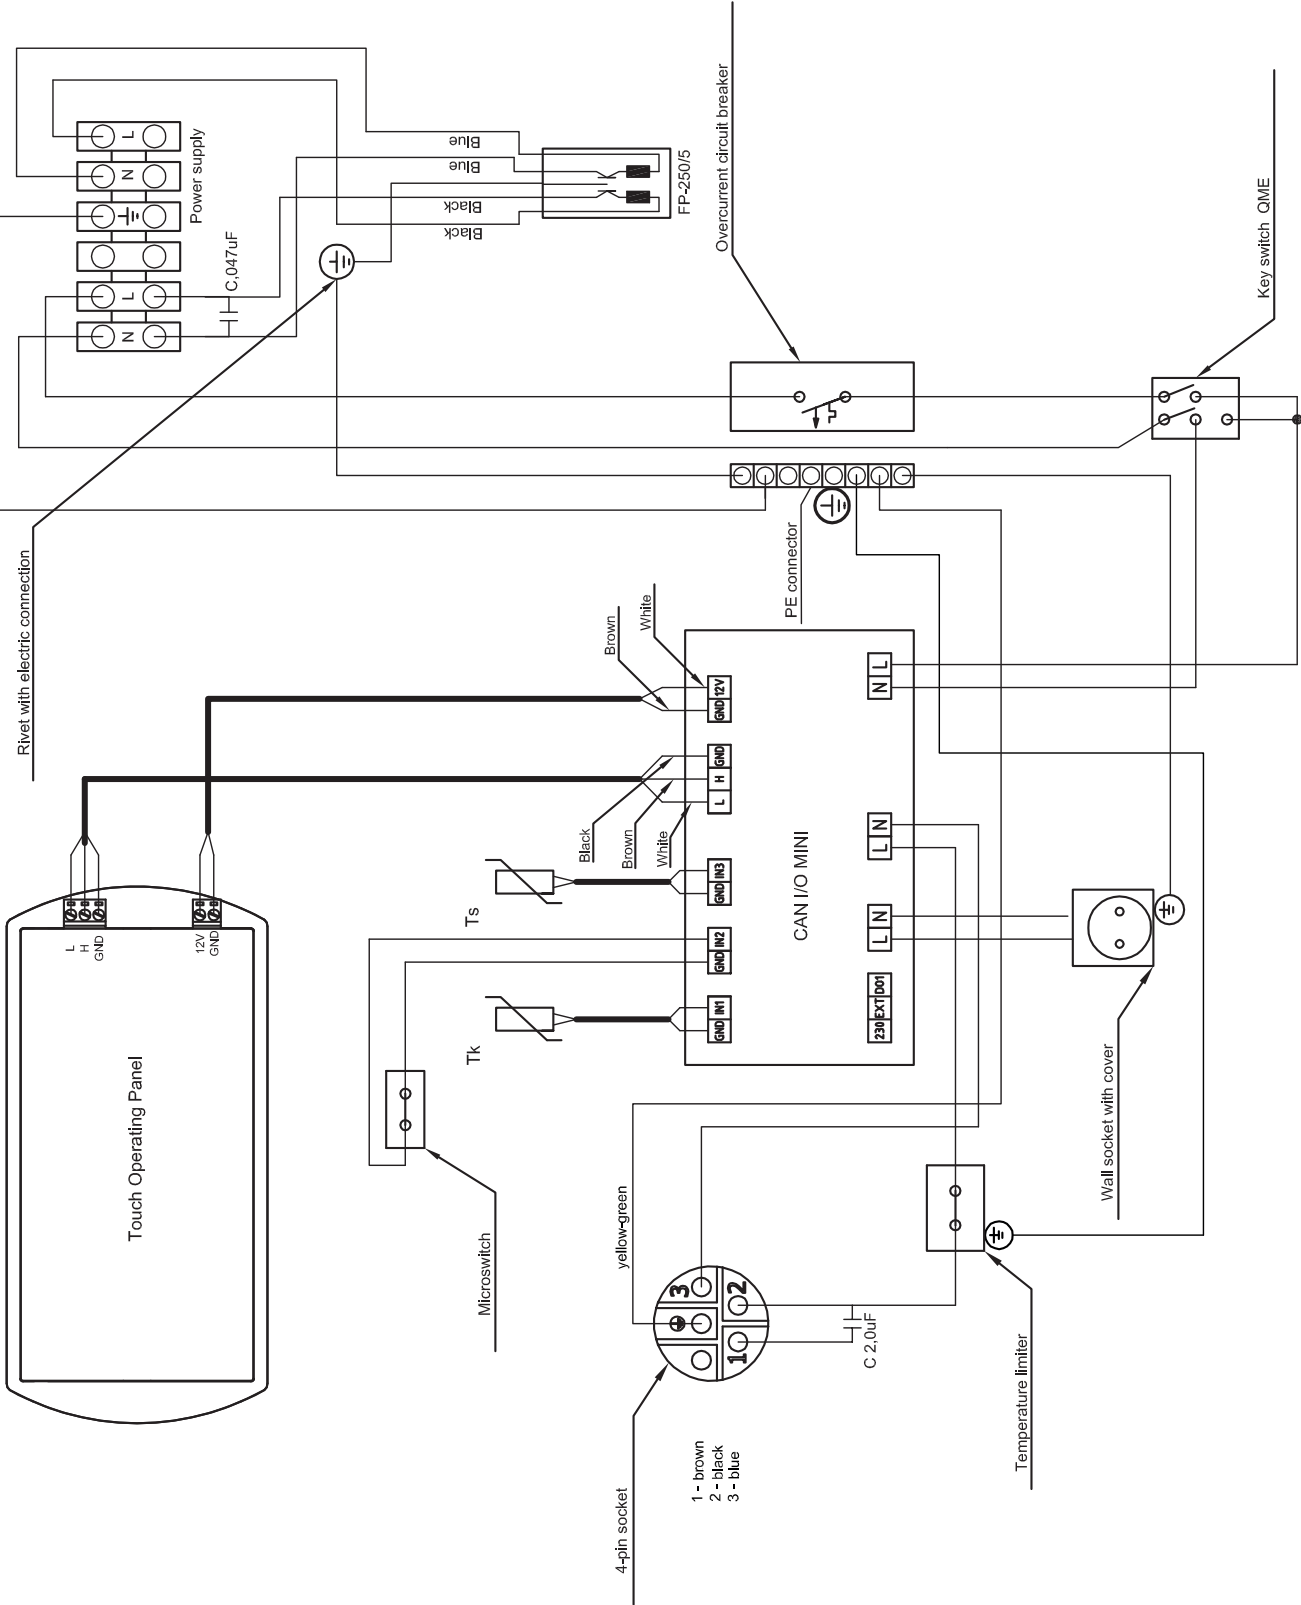 L
N
Power supply
L
N
C,047uF
Blue
Blue
Black
Black
FP-250/5
Overcurrent circuit breaker
Key switch QME
Rivet with electric connection
PE connector
Brown
White
GND 12V
L H GND
Black
Brown
White
GND IN3
GND IN2
GND IN1
CAN I/O MINI
N L
L N
L N
230 EXT D01
Ts
Tk
L
H
GND
12V
GND
Touch Operating Panel
Microswitch
Wall socket with cover
yellow-green
3
2
1
C 2,0uF
Temperature limiter
4-pin socket
1 - brown
2 - black
3 - blue